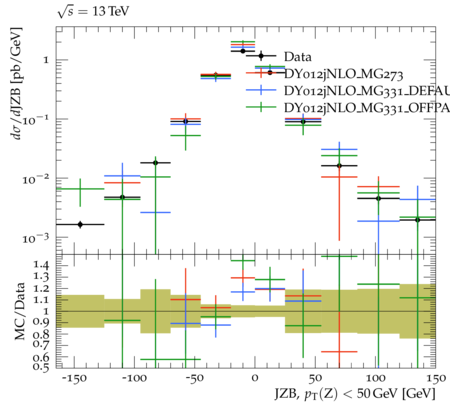 √s = 13 TeV
dσ/dJZB [pb/GeV]
1
10⁻¹
10⁻²
10⁻³
Data
DY012jNLO_MG273
DY012jNLO_MG331_DEFAU
DY012jNLO_MG331_OFFPA
MC/Data
1.4
1.3
1.2
1.1
1
0.9
0.8
0.7
0.6
0.5
-150 -100 -50 0 50 100 150
JZB, pT(Z) < 50 GeV [GeV]